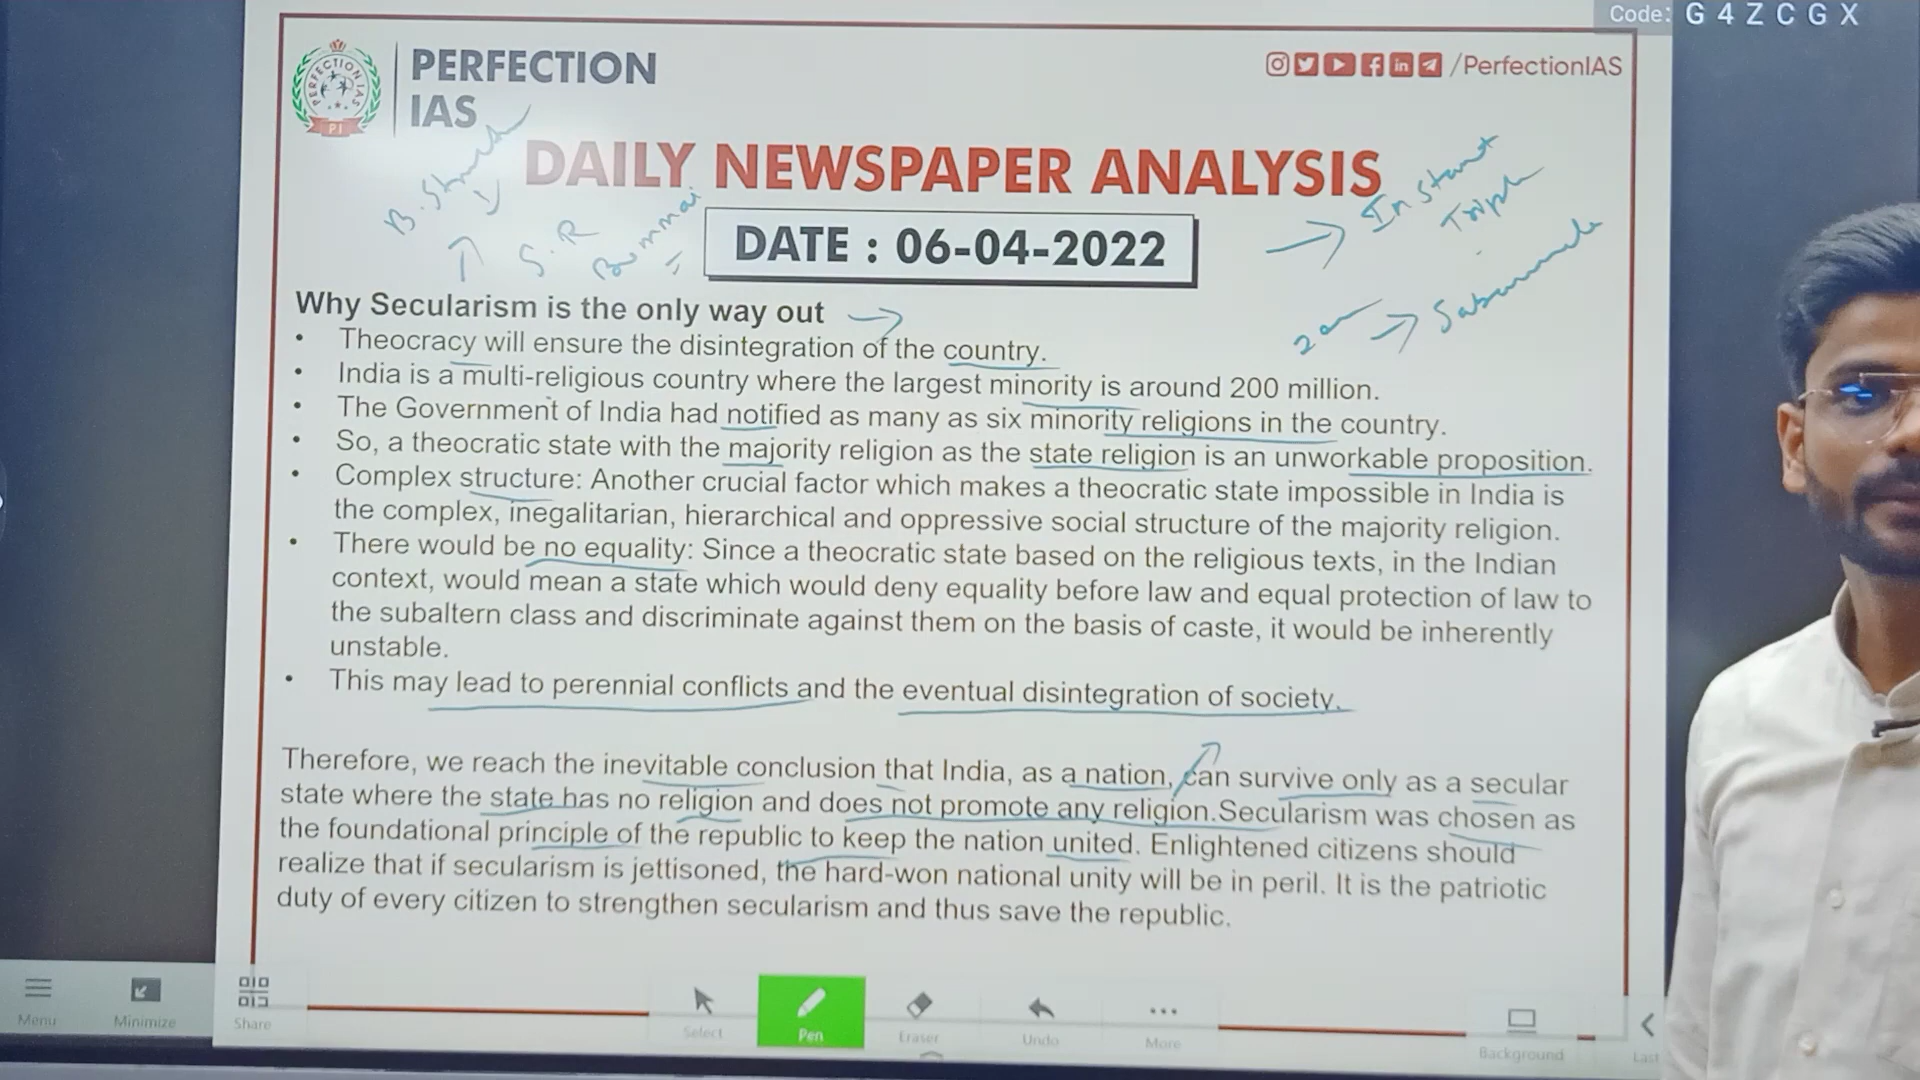 Code: G 4 Z C G X
PERFECTION
IAS
PERFECTION IAS
PI
/PerfectionIAS
DAILY NEWSPAPER ANALYSIS
DATE : 06-04-2022
B.
S.R
Bommai
Instant
Triple
Why Secularism is the only way out
• Theocracy will ensure the disintegration of the country.
• India is a multi-religious country where the largest minority is around 200 million.
• The Government of India had notified as many as six minority religions in the country.
• So, a theocratic state with the majority religion as the state religion is an unworkable proposition.
• Complex structure: Another crucial factor which makes a theocratic state impossible in India is
the complex, inegalitarian, hierarchical and oppressive social structure of the majority religion.
• There would be no equality: Since a theocratic state based on the religious texts, in the Indian
context, would mean a state which would deny equality before law and equal protection of law to
the subaltern class and discriminate against them on the basis of caste, it would be inherently
unstable.
• This may lead to perennial conflicts and the eventual disintegration of society.
Therefore, we reach the inevitable conclusion that India, as a nation, can survive only as a secular
state where the state has no religion and does not promote any religion.Secularism was chosen as
the foundational principle of the republic to keep the nation united. Enlightened citizens should
realize that if secularism is jettisoned, the hard-won national unity will be in peril. It is the patriotic
duty of every citizen to strengthen secularism and thus save the republic.
Menu
Minimize
Share
Select
Pen
Eraser
Undo
More
Background
Last